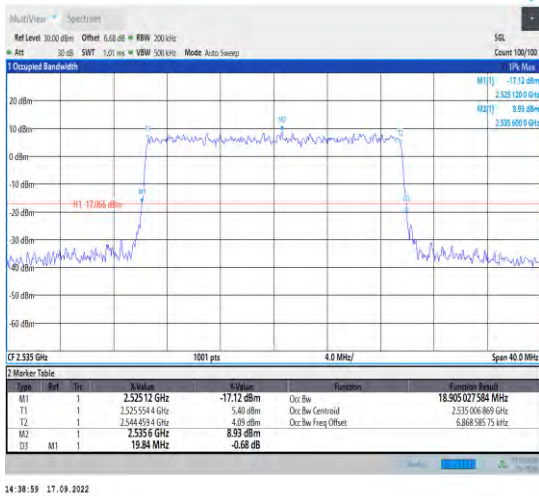 MultiView Spectrum
Ref Level 30.00 dBm Offset 6.68 dB RBW 200 kHz SGL
Att 30 dB SWT 1.01 ms VBW 500 kHz Mode Auto Sweep Count 100/100
1 Occupied Bandwidth 1Pk Max
M1[1] -17.12 dBm
2.525 120 0 GHz
M2[1] 8.93 dBm
2.535 600 0 GHz
20 dBm
10 dBm
M2
0 dBm
-10 dBm
M1
H1 -17.066 dBm
-20 dBm
-30 dBm
-40 dBm
-50 dBm
-60 dBm
CF 2.535 GHz 1001 pts 4.0 MHz/ Span 40.0 MHz
2 Marker Table
Type Ref Trc X-Value Y-Value Function Function Result
M1 1 2.52512 GHz -17.12 dBm Occ Bw 18.905 027 584 MHz
T1 1 2.525 554 4 GHz 5.40 dBm Occ Bw Centroid 2.535 006 869 GHz
T2 1 2.544 459 4 GHz 4.09 dBm Occ Bw Freq Offset 6.868 585 75 kHz
M2 1 2.5356 GHz 8.93 dBm
D3 M1 1 19.84 MHz -0.68 dB
14:38:59 17.09.2022